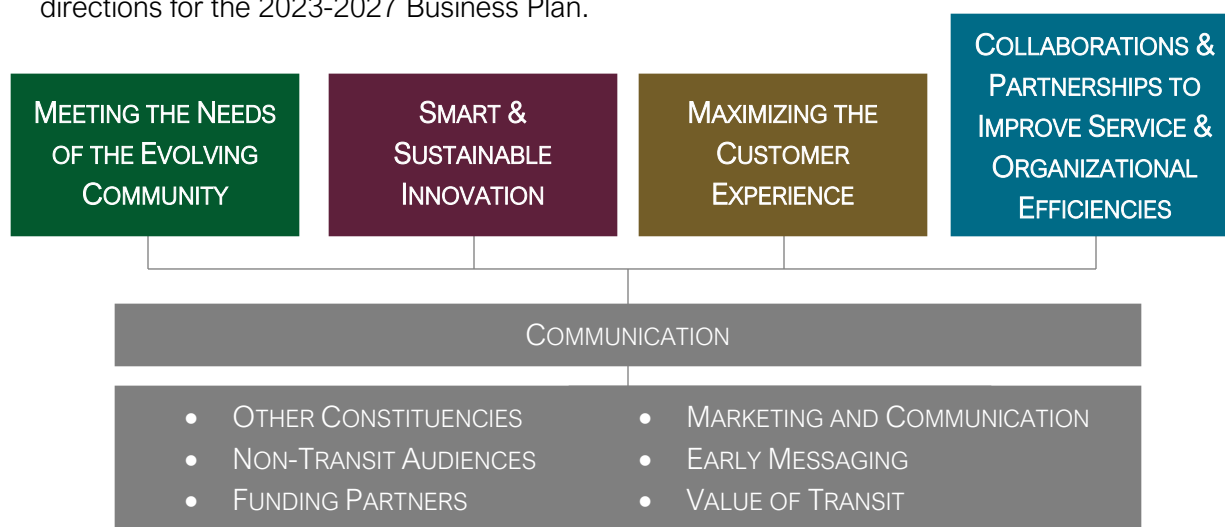 directions for the 2023-2027 Business Plan.
MEETING THE NEEDS
OF THE EVOLVING
COMMUNITY
SMART &
SUSTAINABLE
INNOVATION
MAXIMIZING THE
CUSTOMER
EXPERIENCE
COLLABORATIONS &
PARTNERSHIPS TO
IMPROVE SERVICE &
ORGANIZATIONAL
EFFICIENCIES
COMMUNICATION
• OTHER CONSTITUENCIES
• NON-TRANSIT AUDIENCES
• FUNDING PARTNERS
• MARKETING AND COMMUNICATION
• EARLY MESSAGING
• VALUE OF TRANSIT